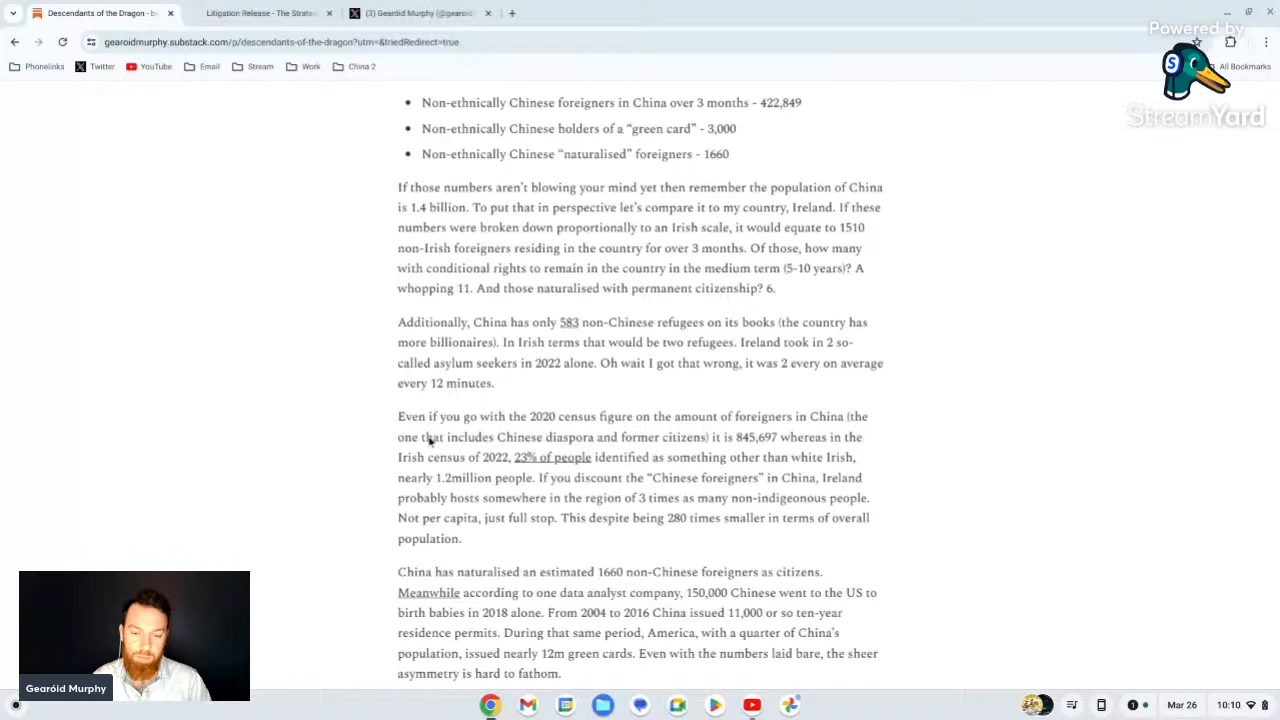 Descendants of the Dragon - b
Litigation Release - The Strate
(3) Gearóid Murphy (@gearoi
gearoidmurphy.substack.com/p/descendants-of-the-dragon?utm=&triedRedirect=true
Powered by
Phonelinks
Twitter
YouTube
Email
Stream
Work
China 2
All Bookmarks
S
StreamYard
• Non-ethnically Chinese foreigners in China over 3 months - 422,849
• Non-ethnically Chinese holders of a “green card” - 3,000
• Non-ethnically Chinese “naturalised” foreigners - 1660
If those numbers aren’t blowing your mind yet then remember the population of China
is 1.4 billion. To put that in perspective let’s compare it to my country, Ireland. If these
numbers were broken down proportionally to an Irish scale, it would equate to 1510
non-Irish foreigners residing in the country for over 3 months. Of those, how many
with conditional rights to remain in the country in the medium term (5-10 years)? A
whopping 11. And those naturalised with permanent citizenship? 6.
Additionally, China has only 583 non-Chinese refugees on its books (the country has
more billionaires). In Irish terms that would be two refugees. Ireland took in 2 so-
called asylum seekers in 2022 alone. Oh wait I got that wrong, it was 2 every on average
every 12 minutes.
Even if you go with the 2020 census figure on the amount of foreigners in China (the
one that includes Chinese diaspora and former citizens) it is 845,697 whereas in the
Irish census of 2022, 23% of people identified as something other than white Irish,
nearly 1.2million people. If you discount the “Chinese foreigners” in China, Ireland
probably hosts somewhere in the region of 3 times as many non-indigeonous people.
Not per capita, just full stop. This despite being 280 times smaller in terms of overall
population.
China has naturalised an estimated 1660 non-Chinese foreigners as citizens.
Meanwhile according to one data analyst company, 150,000 Chinese went to the US to
birth babies in 2018 alone. From 2004 to 2016 China issued 11,000 or so ten-year
residence permits. During that same period, America, with a quarter of China’s
population, issued nearly 12m green cards. Even with the numbers laid bare, the sheer
asymmetry is hard to fathom.
Gearóid Murphy
Mar 26
10:10